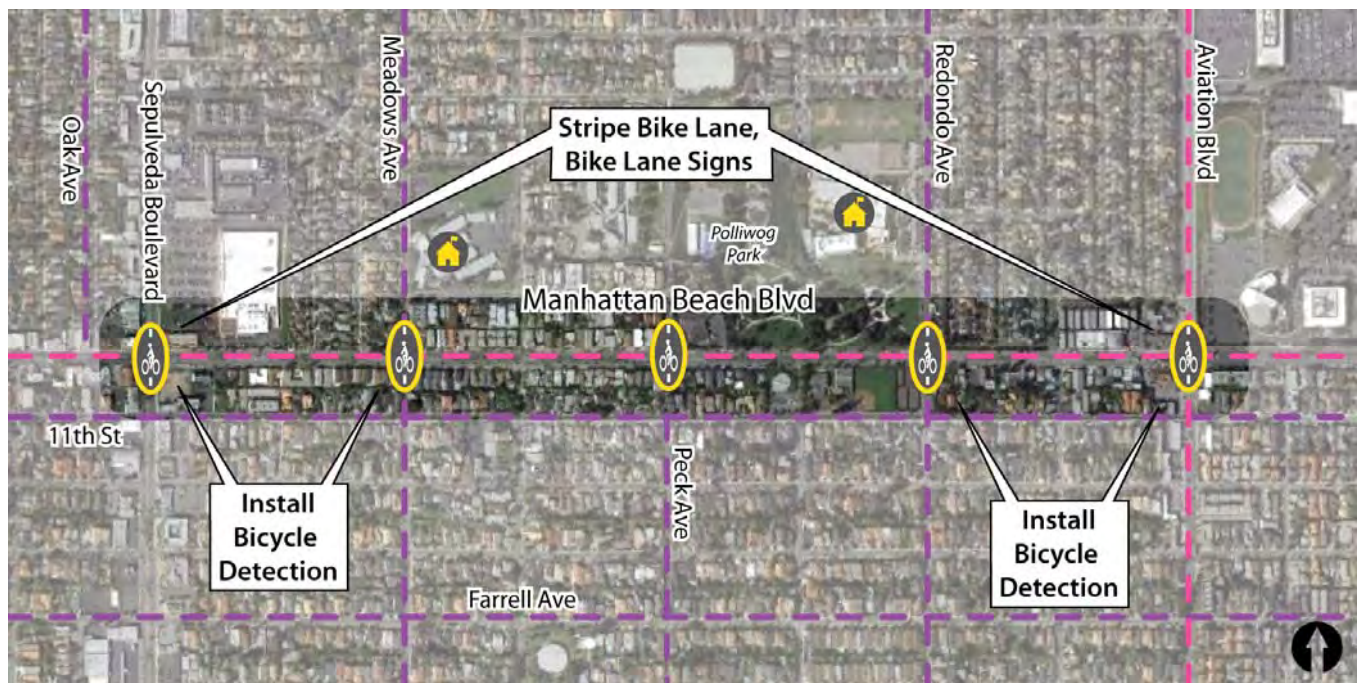 Oak Ave
Sepulveda Boulevard
Meadows Ave
Stripe Bike Lane,
Bike Lane Signs
Redondo Ave
Aviation Blvd
Polliwog
Park
Manhattan Beach Blvd
11th St
Install
Bicycle
Detection
Peck Ave
Install
Bicycle
Detection
Farrell Ave